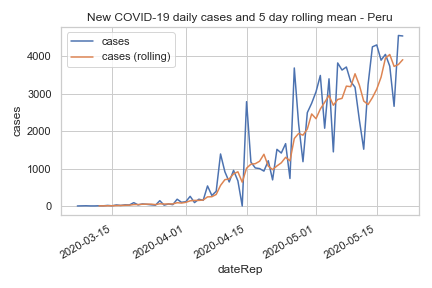 New COVID-19 daily cases and 5 day rolling mean - Peru
cases
cases (rolling)
4000
3000
2000
1000
0
cases
2020-03-15
2020-04-01
2020-04-15
2020-05-01
2020-05-15
dateRep